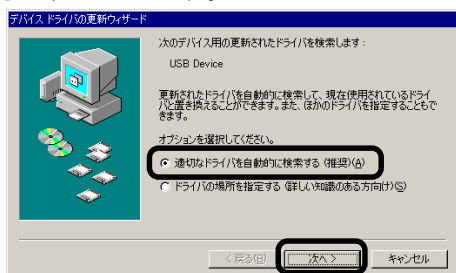 デバイス ドライバの更新ウィザード
次のデバイス用の更新されたドライバを検索します :
USB Device
更新されたドライバを自動的に検索して、現在使用されているドライ
バと置き換えることができます。また、ほかのドライバを指定することもで
きます。
オプションを選択してください。
適切なドライバを自動的に検索する (推奨)(A)
ドライバの場所を指定する (詳しい知識のある方向け)(S)
< 戻る(B)
次へ >
キャンセル